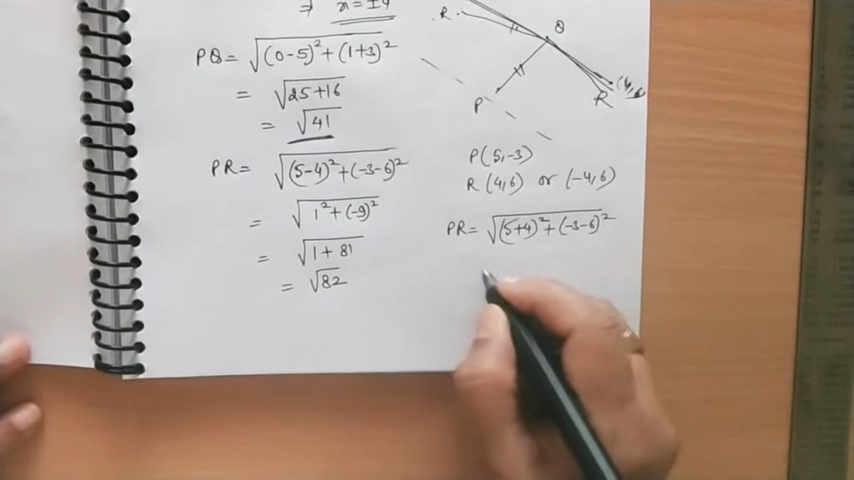 ⇒ x = ±4
PQ = √(0-5)² + (1+3)²
= √25+16
= √41
PR = √(5-4)² + (-3-6)²
= √1² + (-9)²
= √1 + 81
= √82
R
Q
P
R
P(5,-3)
R (4,6) or (-4,6)
PR = √(5+4)² + (-3-6)²